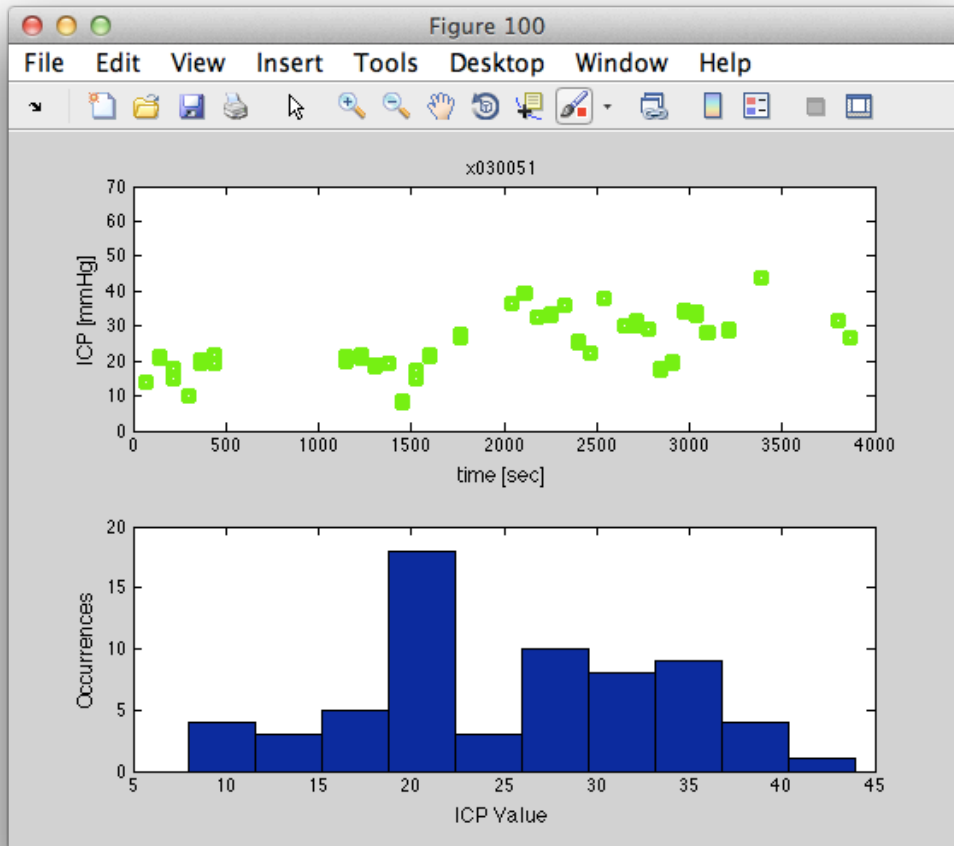 Figure 100
File Edit View Insert Tools Desktop Window Help
x030051
70
60
50
40
30
20
10
0
ICP [mmHg]
0 500 1000 1500 2000 2500 3000 3500 4000
time [sec]
20
15
10
5
0
Occurrences
5 10 15 20 25 30 35 40 45
ICP Value